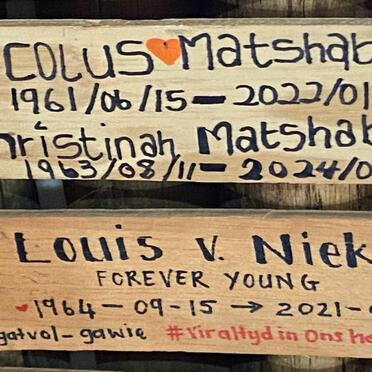 COLUS Matshab
1961/06/15 - 2022/01
hristinah Matshab
1963/08/11 - 2024/0
Louis V. Niek
FOREVER YOUNG
♥1964 - 09-15 → 2021-
gatvol-gawie #Viraltyd in Ons he